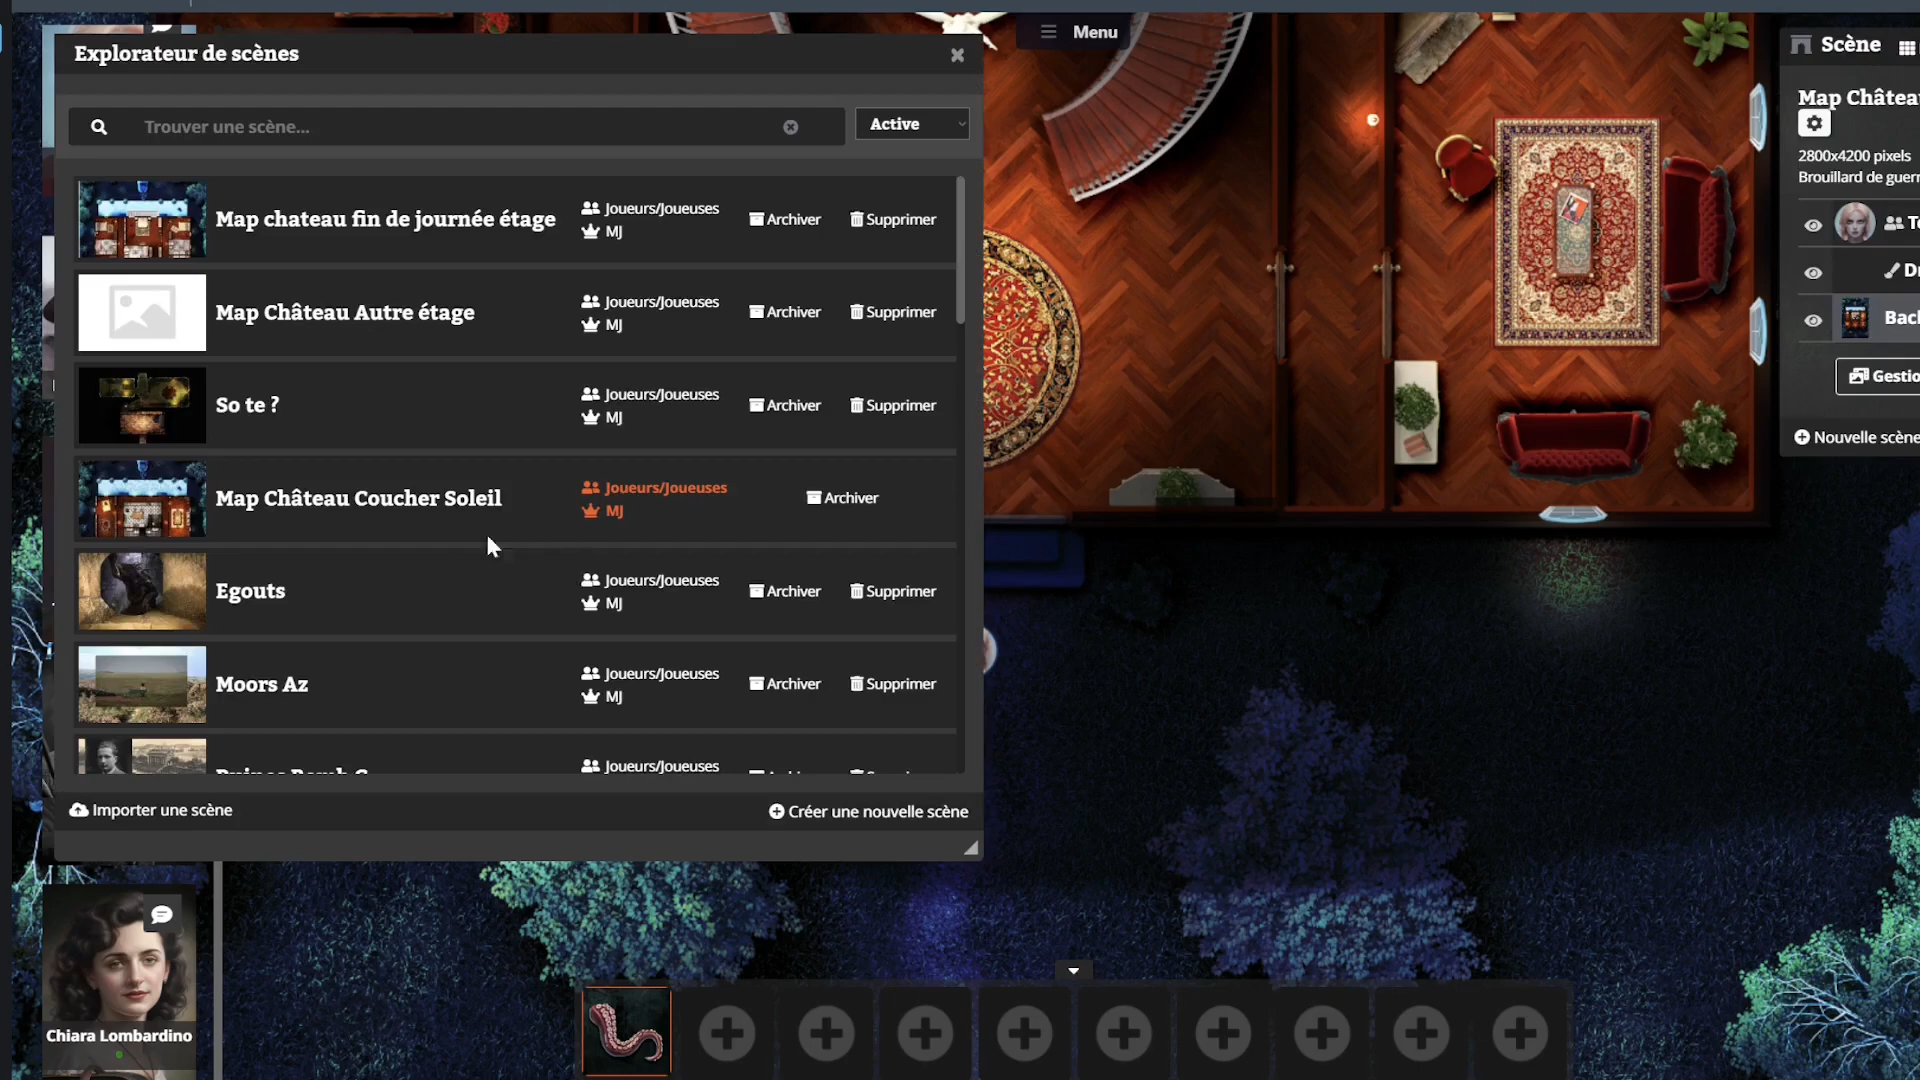 Explorateur de scènes
Menu
Trouver une scène...
Active
Map chateau fin de journée étage
Joueurs/Joueuses
MJ
Archiver
Supprimer
Map Château Autre étage
Joueurs/Joueuses
MJ
Archiver
Supprimer
So te ?
Joueurs/Joueuses
MJ
Archiver
Supprimer
Map Château Coucher Soleil
Joueurs/Joueuses
MJ
Archiver
Egouts
Joueurs/Joueuses
MJ
Archiver
Supprimer
Moors Az
Joueurs/Joueuses
MJ
Archiver
Supprimer
Joueurs/Joueuses
Importer une scène
Créer une nouvelle scène
Scène
Map Château
2800x4200 pixels
Brouillard de guerr
To
Dr
Bac
Gestio
Nouvelle scène
Chiara Lombardino